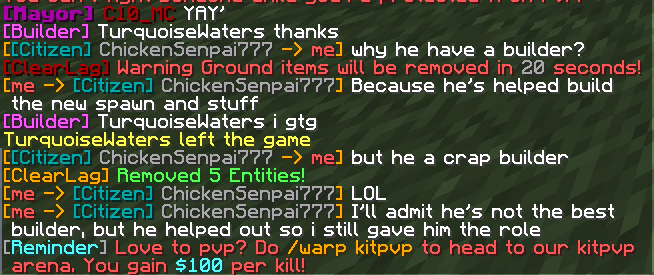 [Mayor] C10_MC YAY'
[Builder] TurquoiseWaters thanks
[[Citizen] ChickenSenpai777 -> me] why he have a builder?
[ClearLag] Warning Ground items will be removed in 20 seconds!
[me -> [Citizen] ChickenSenpai777] Because he's helped build
the new spawn and stuff
[Builder] TurquoiseWaters i gtg
TurquoiseWaters left the game
[[Citizen] ChickenSenpai777 -> me] but he a crap builder
[ClearLag] Removed 5 Entities!
[me -> [Citizen] ChickenSenpai777] LOL
[me -> [Citizen] ChickenSenpai777] I'll admit he's not the best
builder, but he helped out so i still gave him the role
[Reminder] Love to pvp? Do /warp kitpvp to head to our kitpvp
arena. You gain $100 per kill!